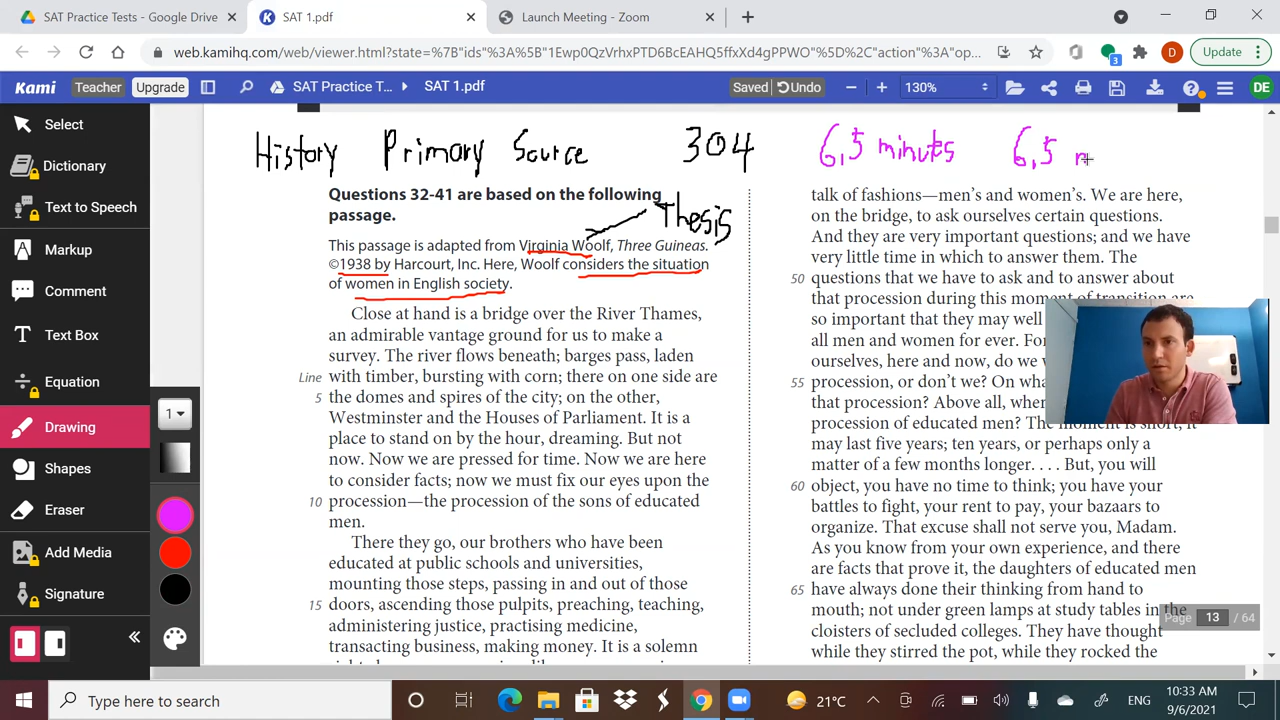 SAT Practice Tests - Google Drive
SAT 1.pdf
Launch Meeting - Zoom
web.kamihq.com/web/viewer.html?state=%7B"ids"%3A%5B"1Ewp0QzVrhxPTD6BcEAHQ5ffxXd4gPPWO"%5D%2C"action"%3A"op...
3
D
Update
Kami
Teacher
Upgrade
SAT Practice T...
SAT 1.pdf
Saved
Undo
130%
DE
Select
Dictionary
Text to Speech
Markup
Comment
Text Box
Equation
Drawing
1
Shapes
Eraser
Add Media
Signature
History Primary Source 304 6,5 minutes 6,5
Questions 32-41 are based on the following
passage.
Thesis
This passage is adapted from Virginia Woolf, Three Guineas.
©1938 by Harcourt, Inc. Here, Woolf considers the situation
of women in English society.
Close at hand is a bridge over the River Thames,
an admirable vantage ground for us to make a
survey. The river flows beneath; barges pass, laden
Line with timber, bursting with corn; there on one side are
5 the domes and spires of the city; on the other,
Westminster and the Houses of Parliament. It is a
place to stand on by the hour, dreaming. But not
now. Now we are pressed for time. Now we are here
to consider facts; now we must fix our eyes upon the
10 procession—the procession of the sons of educated
men.
There they go, our brothers who have been
educated at public schools and universities,
mounting those steps, passing in and out of those
15 doors, ascending those pulpits, preaching, teaching,
administering justice, practising medicine,
transacting business, making money. It is a solemn
talk of fashions—men's and women's. We are here,
on the bridge, to ask ourselves certain questions.
And they are very important questions; and we have
very little time in which to answer them. The
50 questions that we have to ask and to answer about
that procession during this moment of transition are
so important that they may well
all men and women for ever. For
ourselves, here and now, do we
55 procession, or don't we? On
that procession? Above all,
procession of educated men? The moment is short; it
may last five years; ten years, or perhaps only a
matter of a few months longer. . . . But, you will
60 object, you have no time to think; you have your
battles to fight, your rent to pay, your bazaars to
organize. That excuse shall not serve you, Madam.
As you know from your own experience, and there
are facts that prove it, the daughters of educated men
65 have always done their thinking from hand to
mouth; not under green lamps at study tables in the
cloisters of secluded colleges. They have thought
while they stirred the pot, while they rocked the
Page 13 / 64
Type here to search
21°C
ENG
10:33 AM
9/6/2021